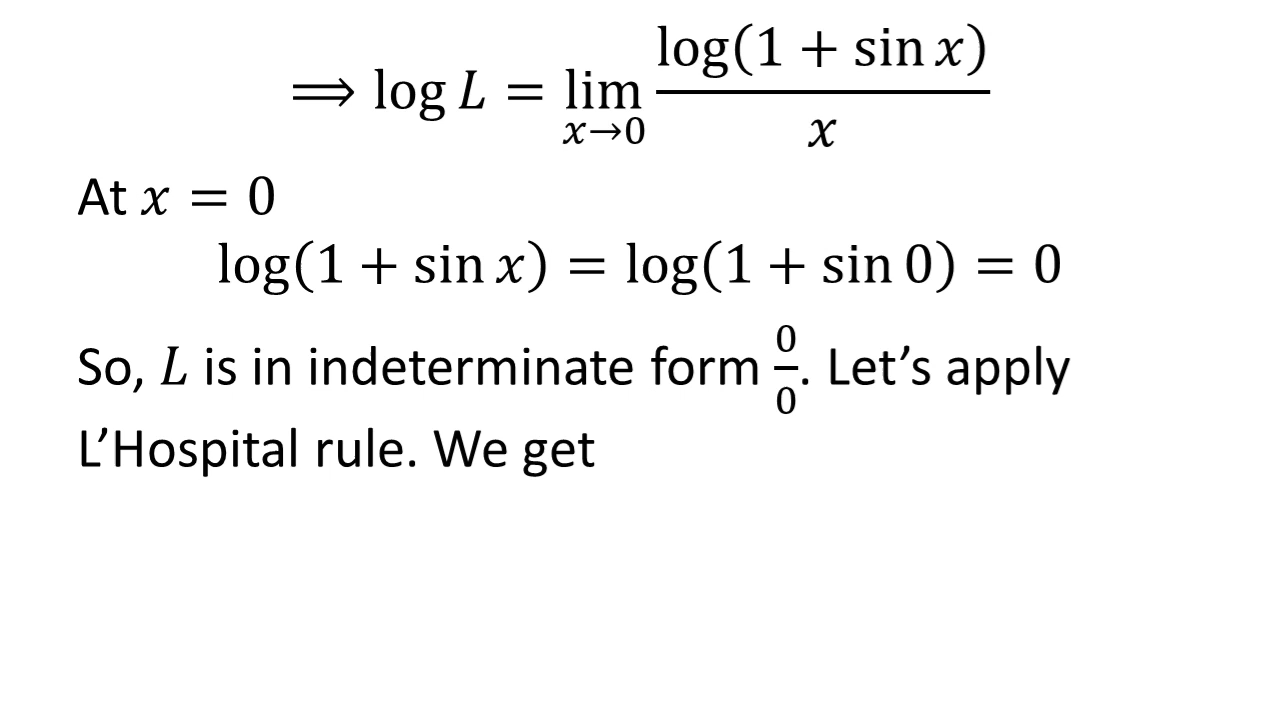 ⟹ log 𝐿 = lim x→0 log(1 + sin 𝑥) / 𝑥
At 𝑥 = 0
log(1 + sin 𝑥) = log(1 + sin 0) = 0
So, 𝐿 is in indeterminate form 0/0. Let’s apply
L’Hospital rule. We get